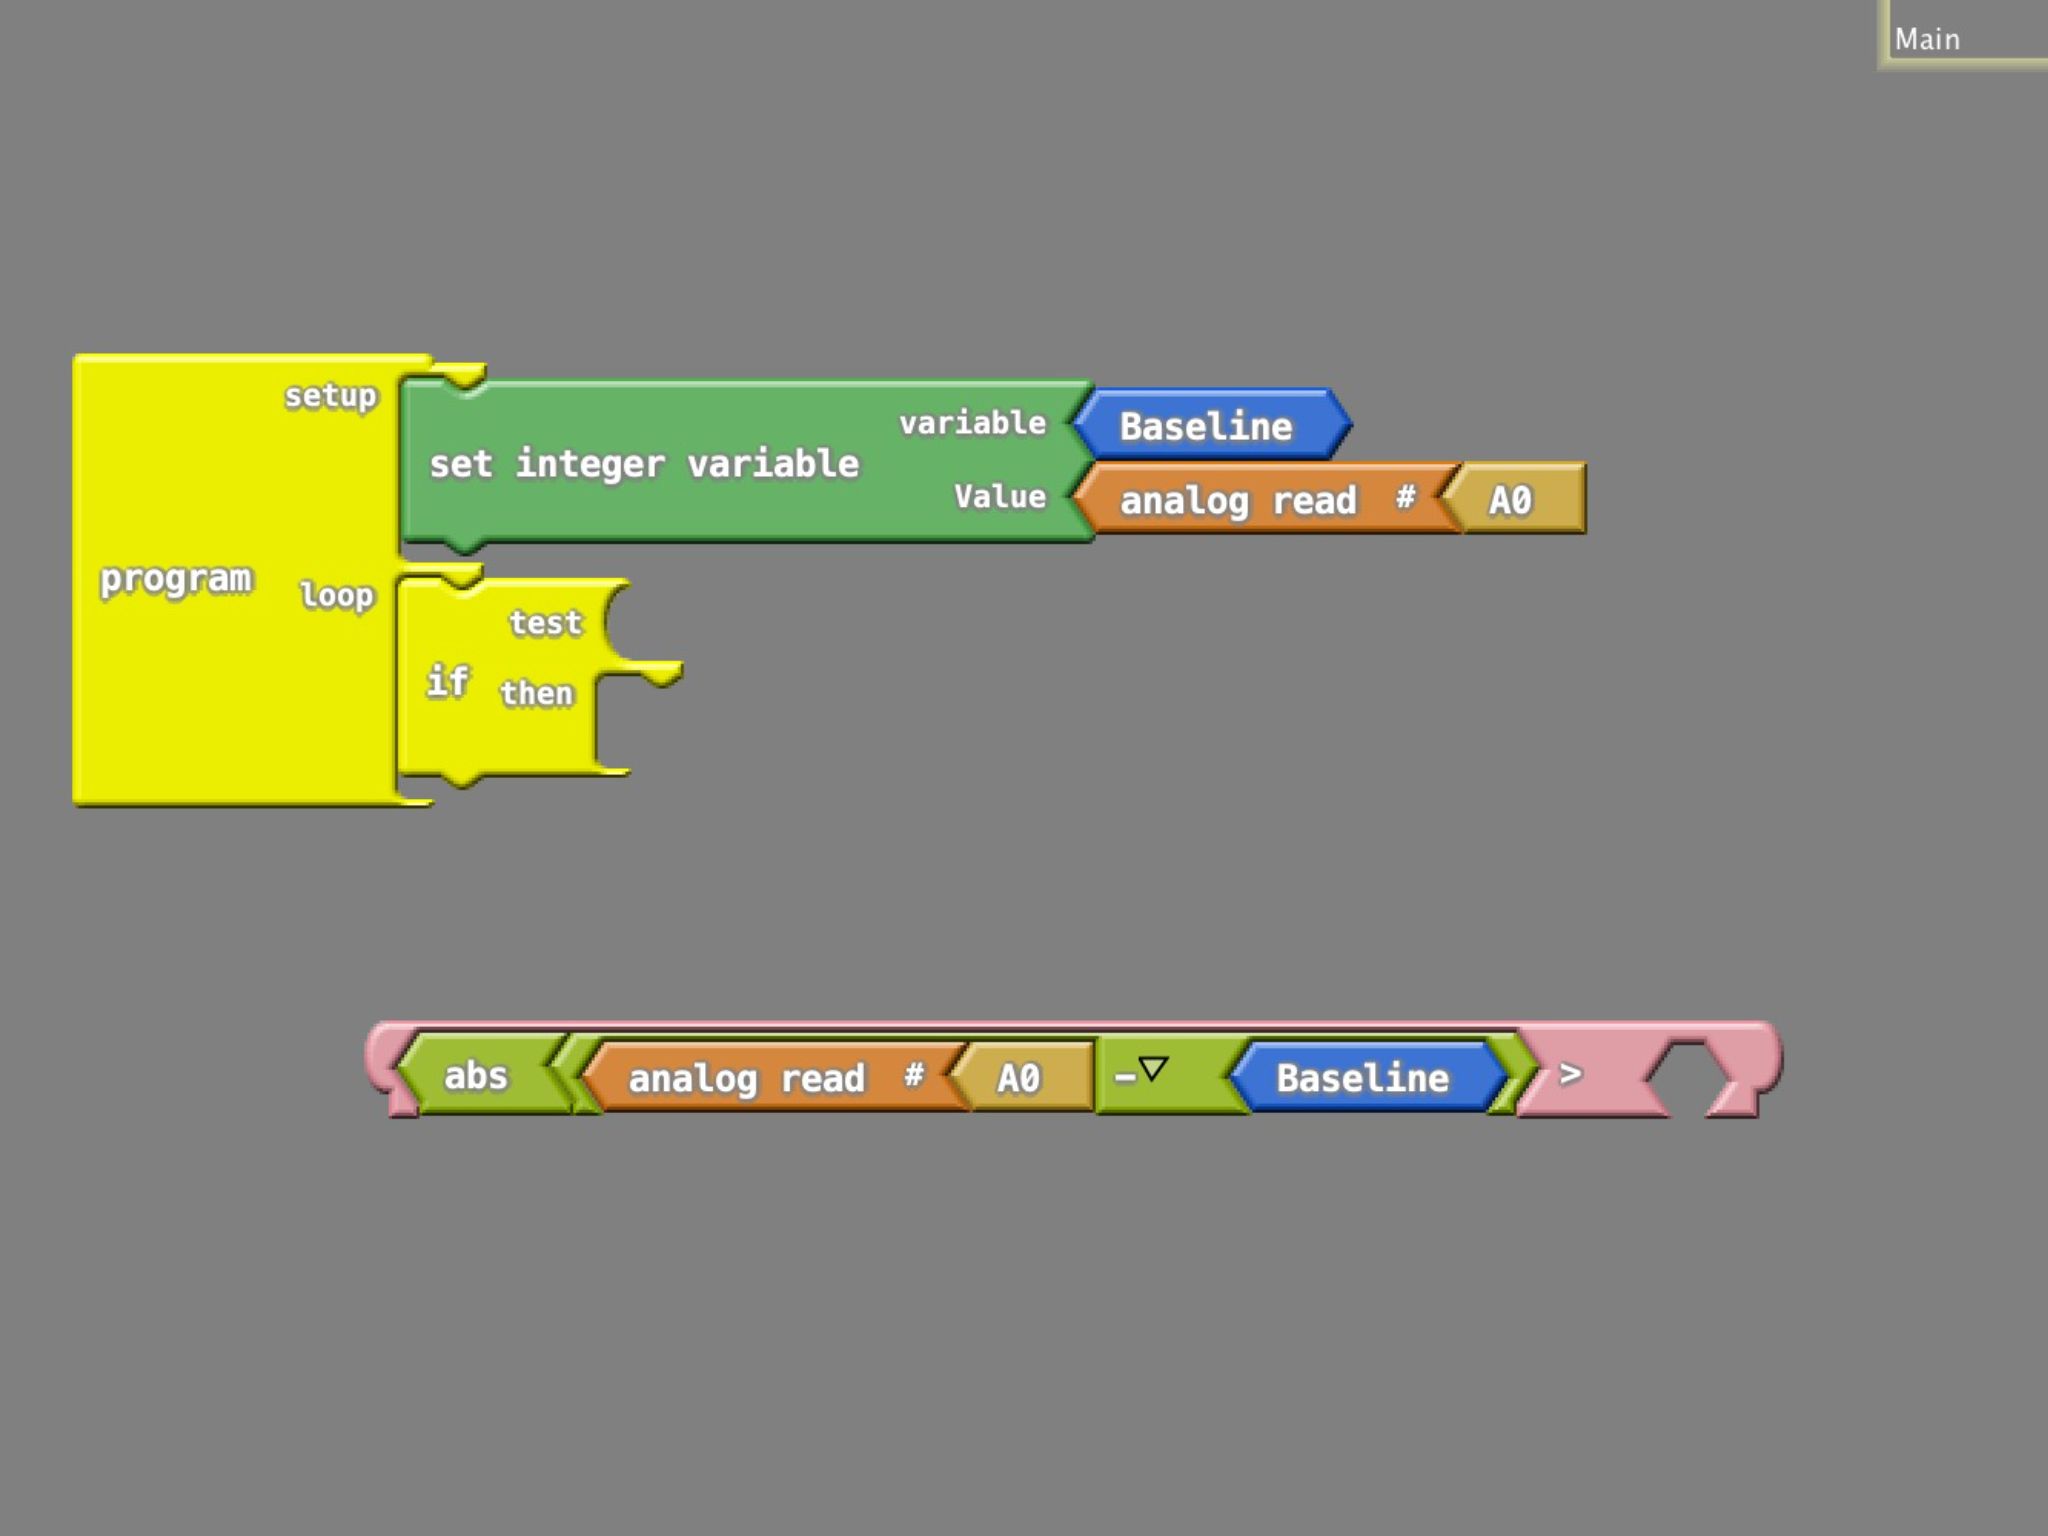 Main
setup
variable Baseline
set integer variable
Value analog read # A0
program loop
test
if then
abs analog read # A0 - Baseline >